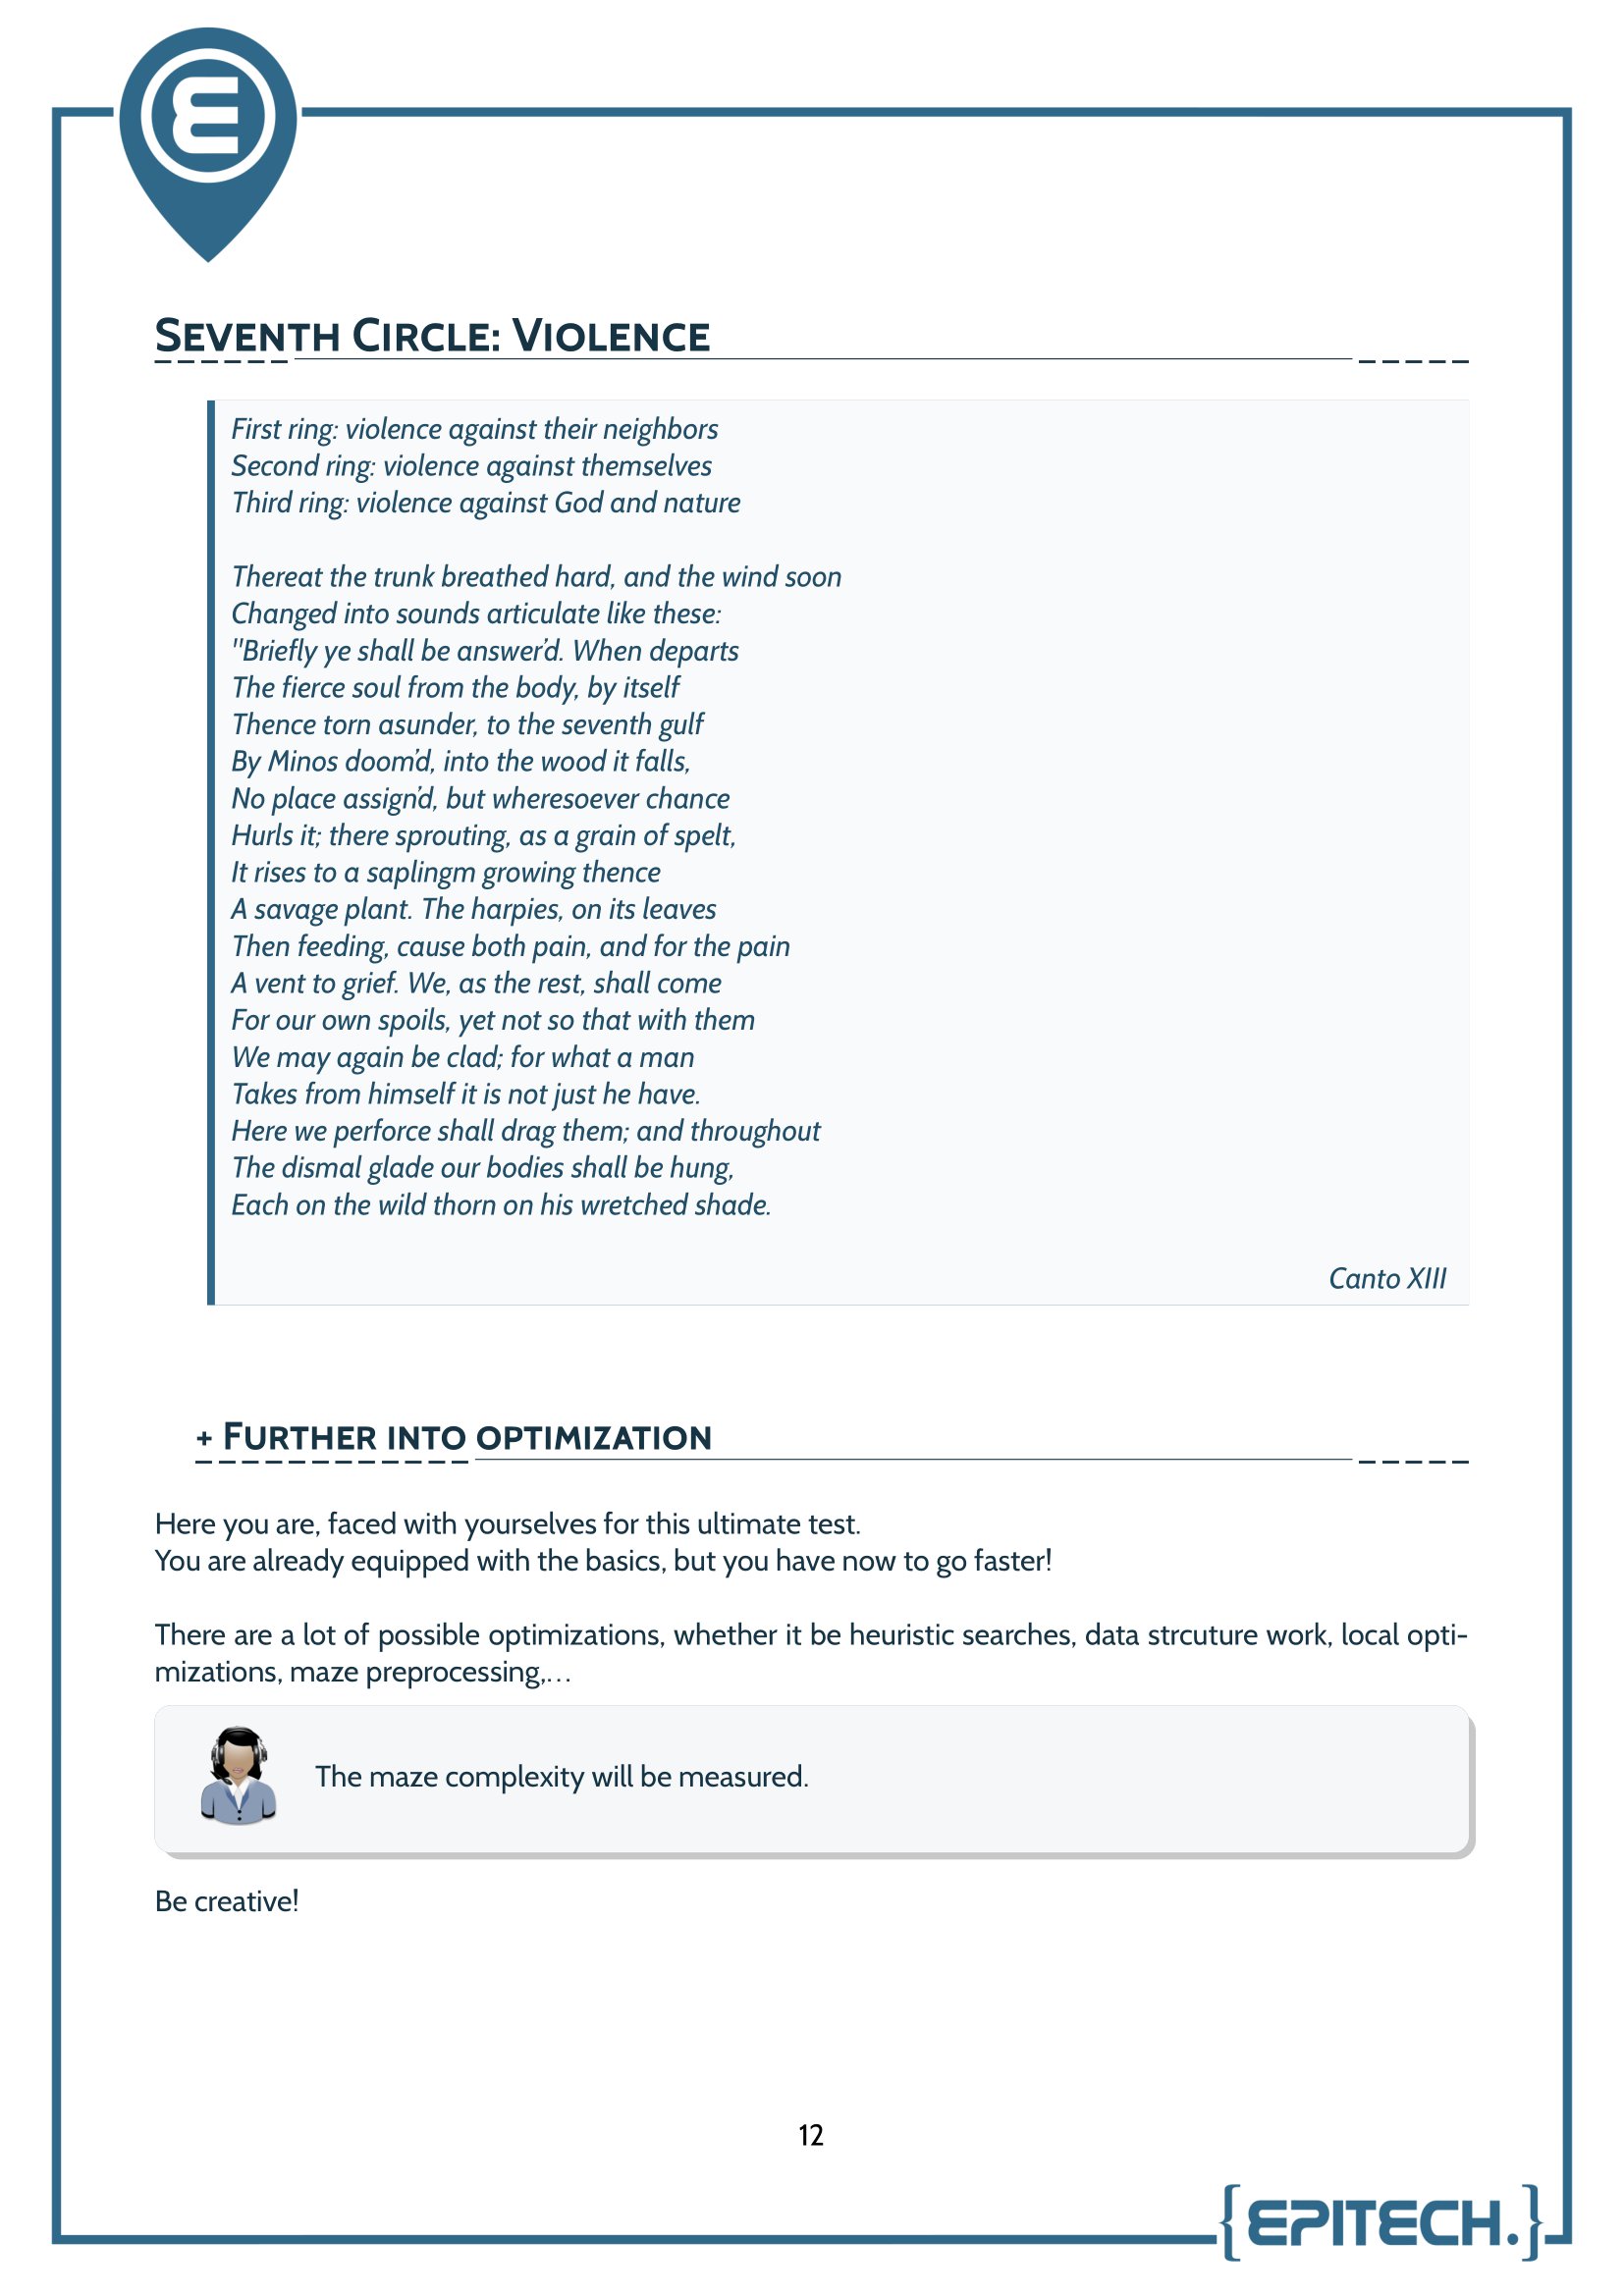 SEVENTH CIRCLE: VIOLENCE
First ring: violence against their neighbors
Second ring: violence against themselves
Third ring: violence against God and nature
Thereat the trunk breathed hard, and the wind soon
Changed into sounds articulate like these:
"Briefly ye shall be answer’d. When departs
The fierce soul from the body, by itself
Thence torn asunder, to the seventh gulf
By Minos doom’d, into the wood it falls,
No place assign’d, but wheresoever chance
Hurls it; there sprouting, as a grain of spelt,
It rises to a saplingm growing thence
A savage plant. The harpies, on its leaves
Then feeding, cause both pain, and for the pain
A vent to grief. We, as the rest, shall come
For our own spoils, yet not so that with them
We may again be clad; for what a man
Takes from himself it is not just he have.
Here we perforce shall drag them; and throughout
The dismal glade our bodies shall be hung,
Each on the wild thorn on his wretched shade.
Canto XIII
+ FURTHER INTO OPTIMIZATION
Here you are, faced with yourselves for this ultimate test.
You are already equipped with the basics, but you have now to go faster!
There are a lot of possible optimizations, whether it be heuristic searches, data strcuture work, local opti-
mizations, maze preprocessing,…
The maze complexity will be measured.
Be creative!
12
{EPITECH.}